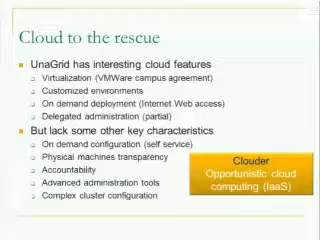 Cloud to the rescue
UnaGrid has interesting cloud features
Virtualization (VMWare campus agreement)
Customized environments
On demand deployment (Internet Web access)
Delegated administration (partial)
But lack some other key characteristics
On demand configuration (self service)
Physical machines transparency
Accountability
Advanced administration tools
Complex cluster configuration
Clouder
Opportunistic cloud
computing (IaaS)